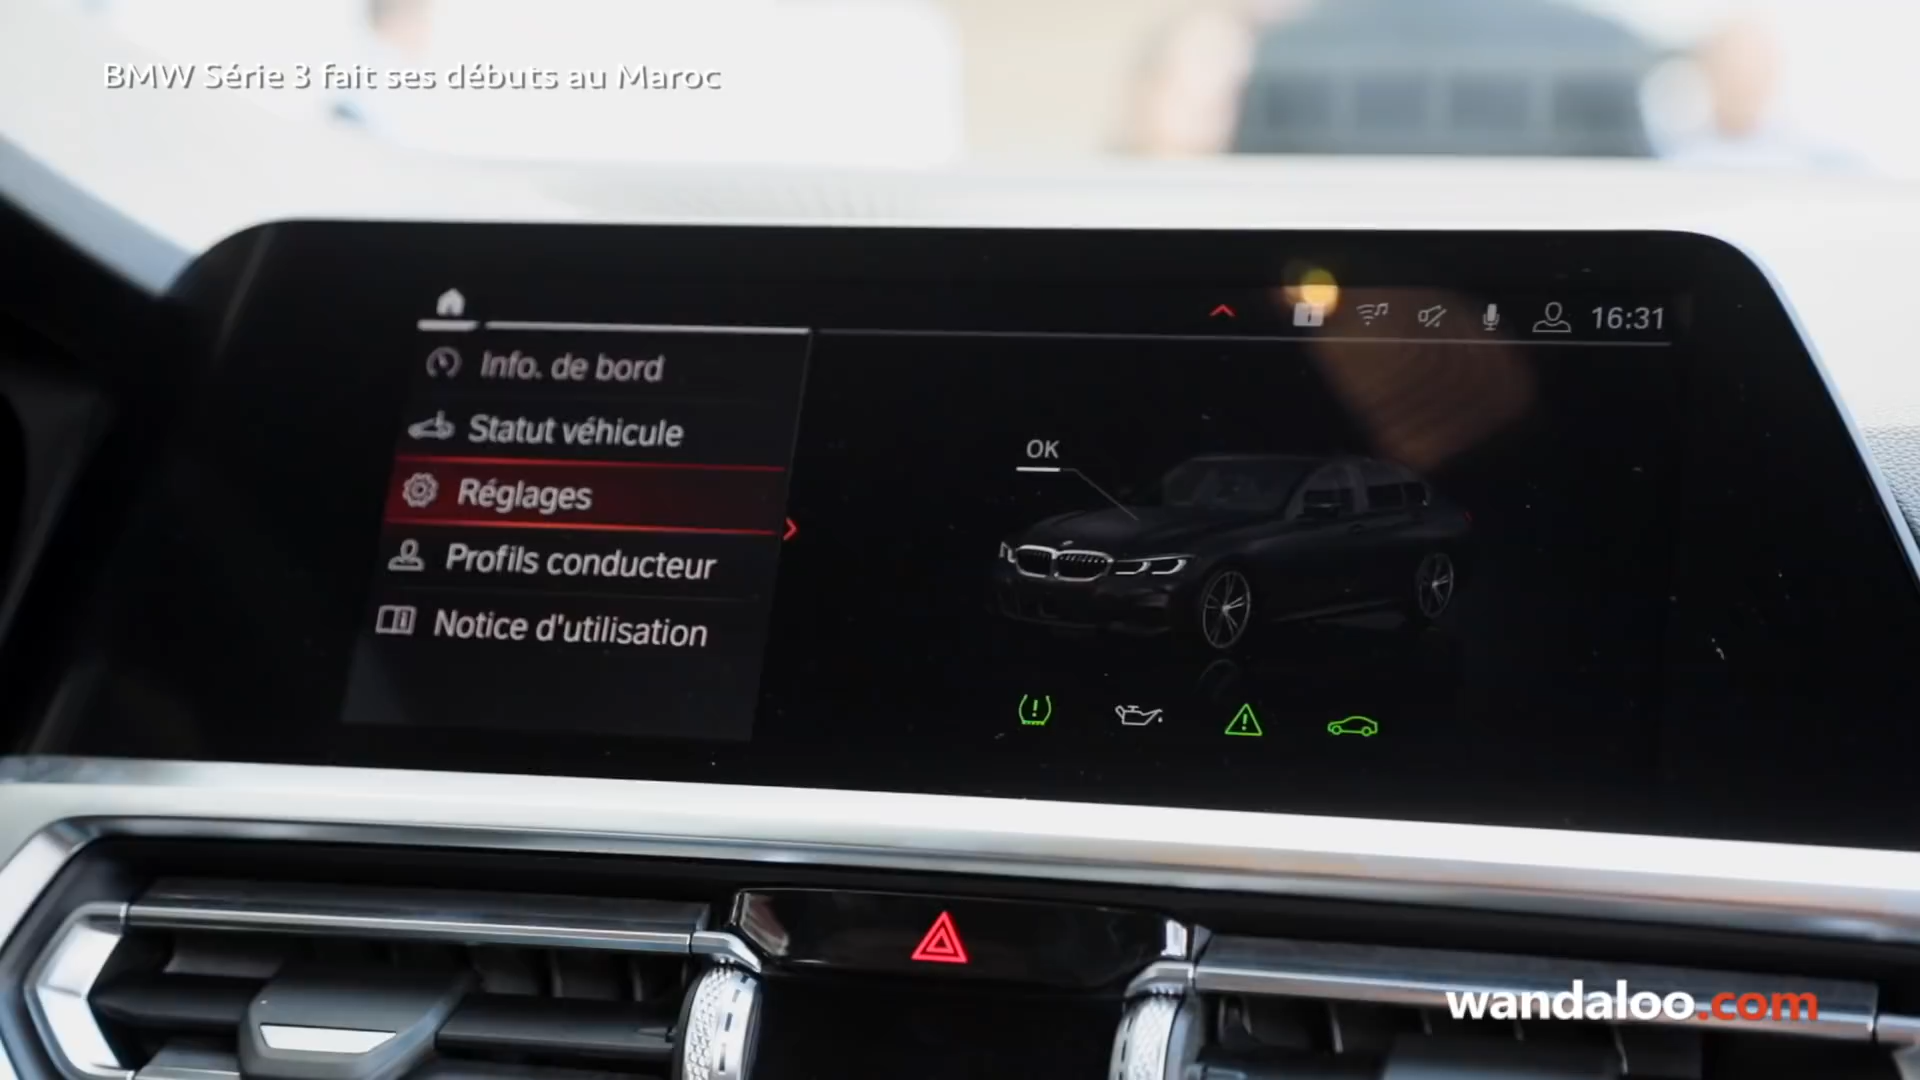 BMW Série 3 fait ses débuts au Maroc
16:31
Info. de bord
Statut véhicule
Réglages
Profils conducteur
Notice d'utilisation
OK
wandaloo.com